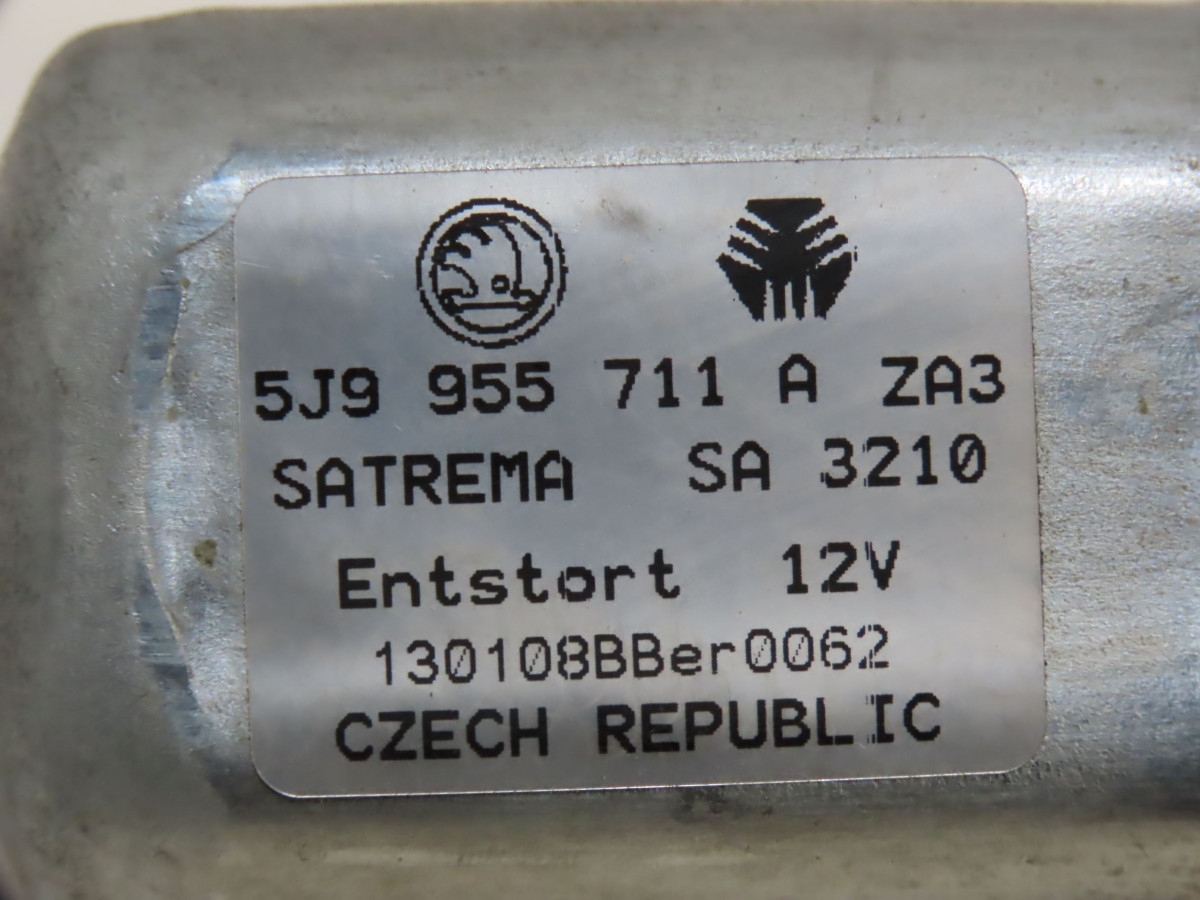 5J9 955 711 A ZA3
SATREMA SA 3210
Entstort 12V
130108BBer0062
CZECH REPUBLIC